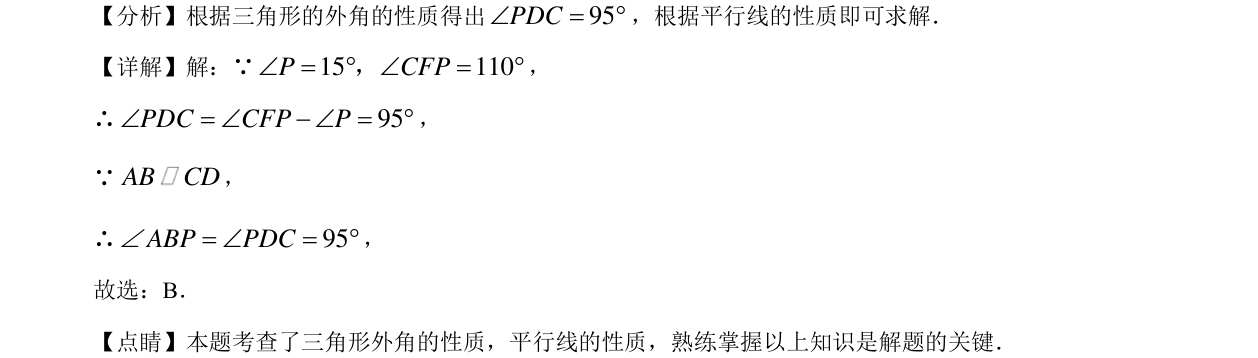 【分析】根据三角形的外角的性质得出∠PDC=95°，根据平行线的性质即可求解．
【详解】解：∵∠P=15°，∠CFP=110°，
∴∠PDC=∠CFP−∠P=95°，
∵AB▱CD，
∴∠ABP=∠PDC=95°，
故选：B．
【点睛】本题考查了三角形外角的性质，平行线的性质，熟练掌握以上知识是解题的关键．